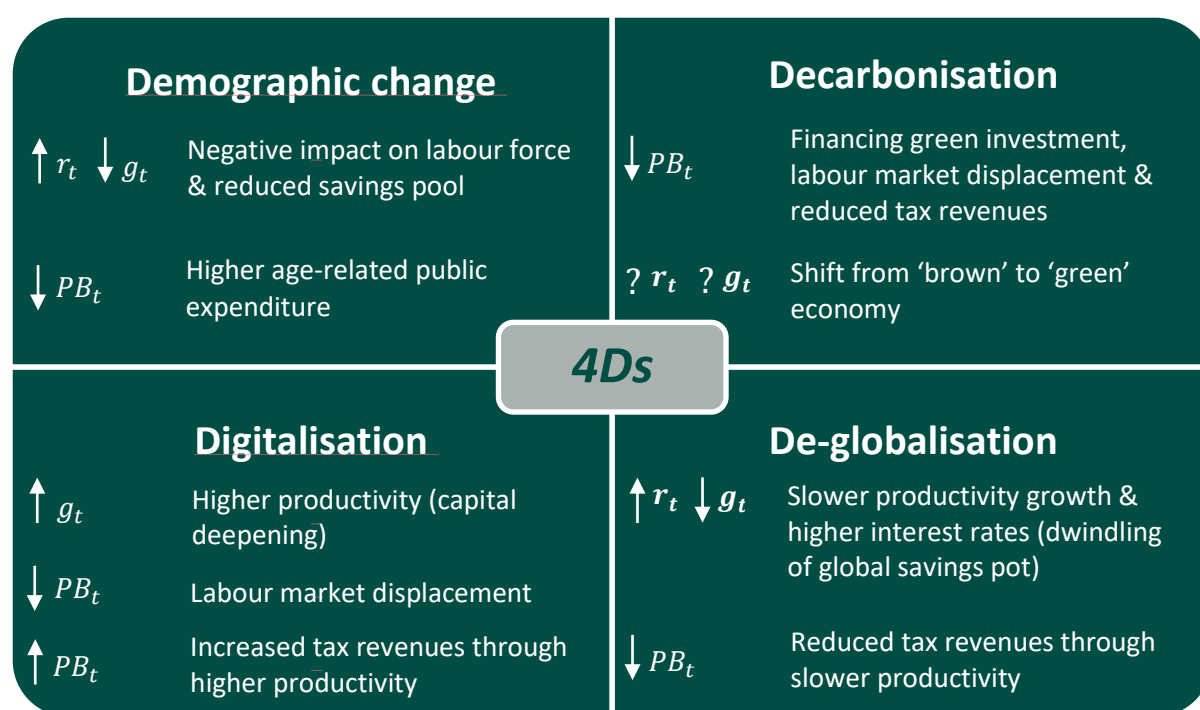 Demographic change
↑ r_t ↓ g_t Negative impact on labour force
& reduced savings pool
↓ PB_t Higher age-related public
expenditure
Decarbonisation
↓ PB_t Financing green investment,
labour market displacement &
reduced tax revenues
? r_t ? g_t Shift from ‘brown’ to ‘green’
economy
4Ds
Digitalisation
↑ g_t Higher productivity (capital
deepening)
↓ PB_t Labour market displacement
↑ PB_t Increased tax revenues through
higher productivity
De-globalisation
↑ r_t ↓ g_t Slower productivity growth &
higher interest rates (dwindling
of global savings pot)
↓ PB_t Reduced tax revenues through
slower productivity